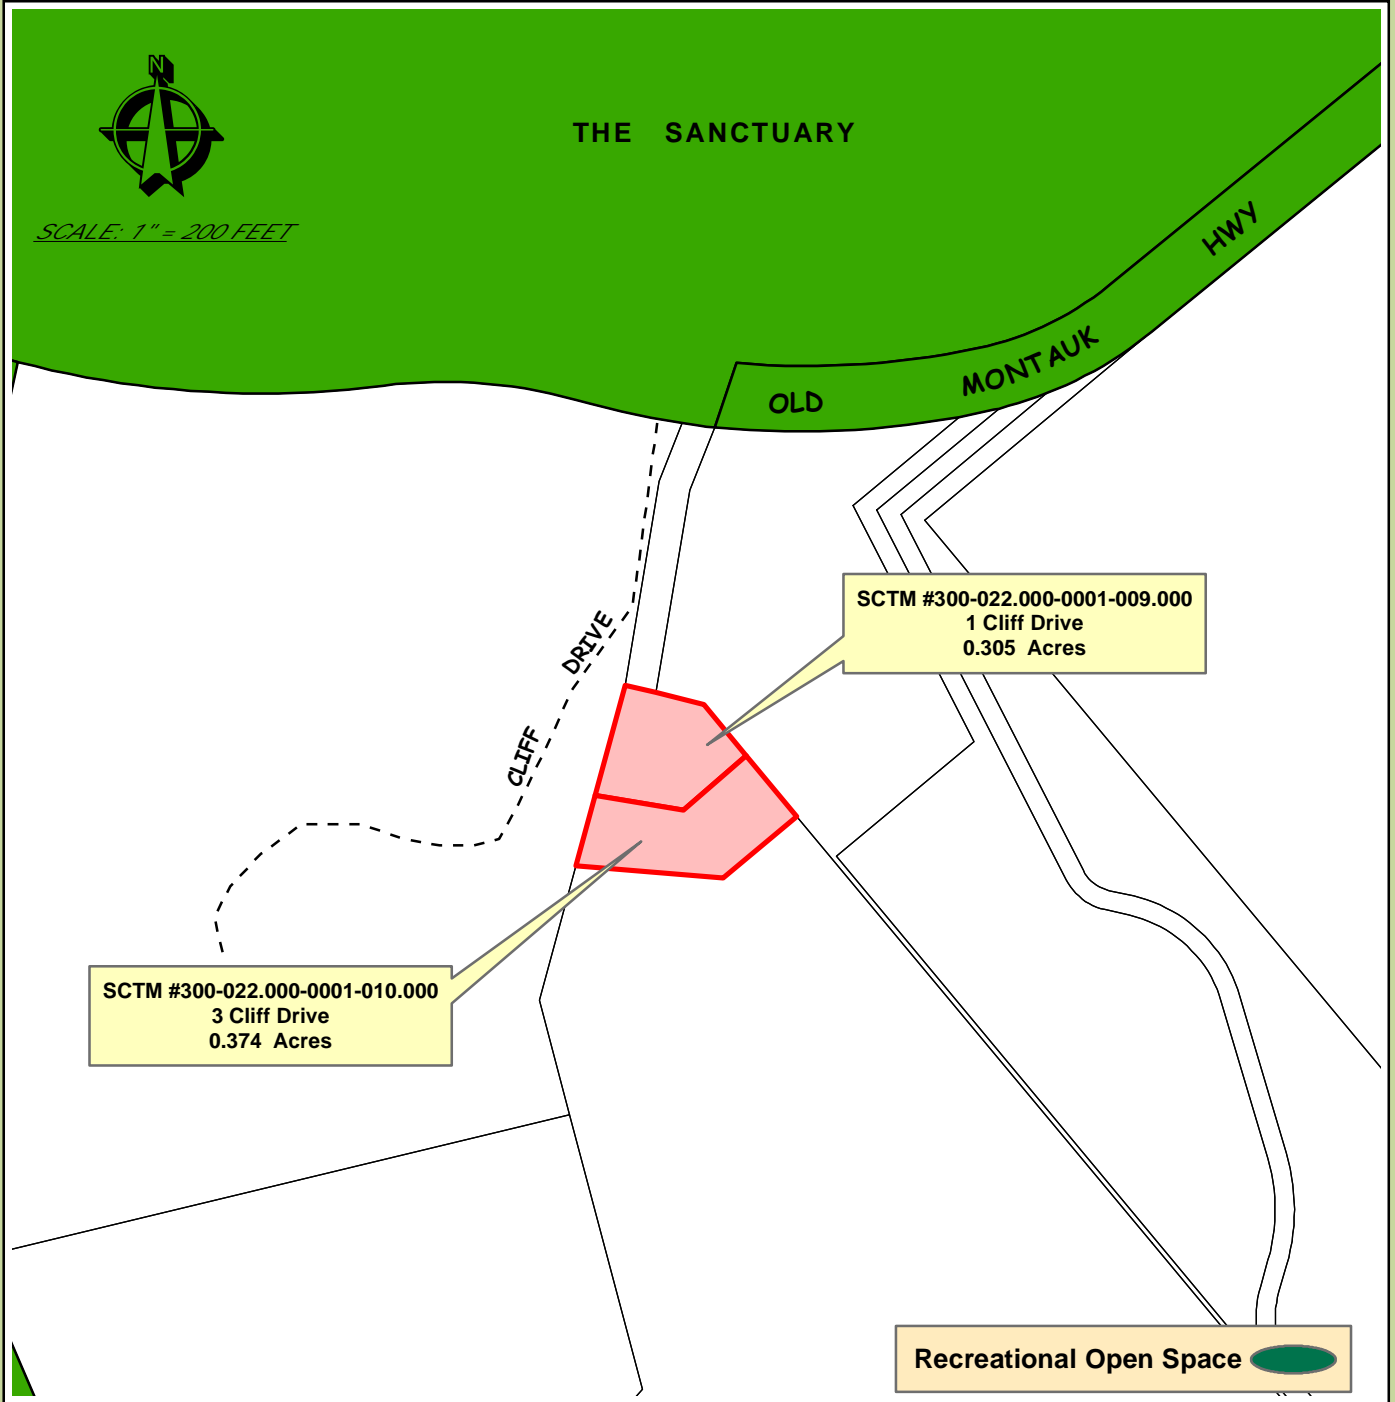 N
THE SANCTUARY
SCALE: 1" = 200 FEET
HWY
MONTAUK
OLD
SCTM #300-022.000-0001-009.000
1 Cliff Drive
0.305 Acres
DRIVE
CLIFF
SCTM #300-022.000-0001-010.000
3 Cliff Drive
0.374 Acres
Recreational Open Space